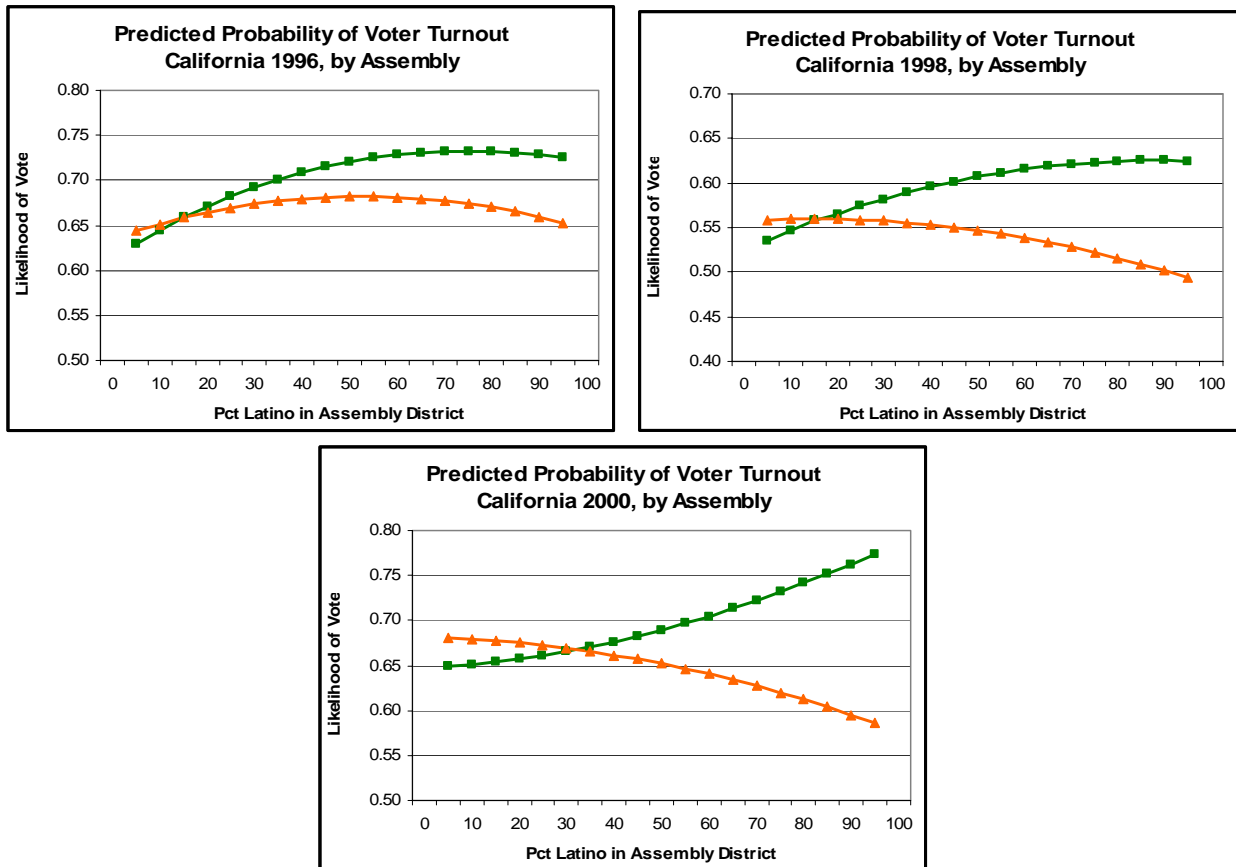 Predicted Probability of Voter Turnout
California 1996, by Assembly
0.80
0.75
0.70
0.65
0.60
0.55
0.50
Likelihood of Vote
0 10 20 30 40 50 60 70 80 90 100
Pct Latino in Assembly District
Predicted Probability of Voter Turnout
California 1998, by Assembly
0.70
0.65
0.60
0.55
0.50
0.45
0.40
Likelihood of Vote
0 10 20 30 40 50 60 70 80 90 100
Pct Latino in Assembly District
Predicted Probability of Voter Turnout
California 2000, by Assembly
0.80
0.75
0.70
0.65
0.60
0.55
0.50
Likelihood of Vote
0 10 20 30 40 50 60 70 80 90 100
Pct Latino in Assembly District